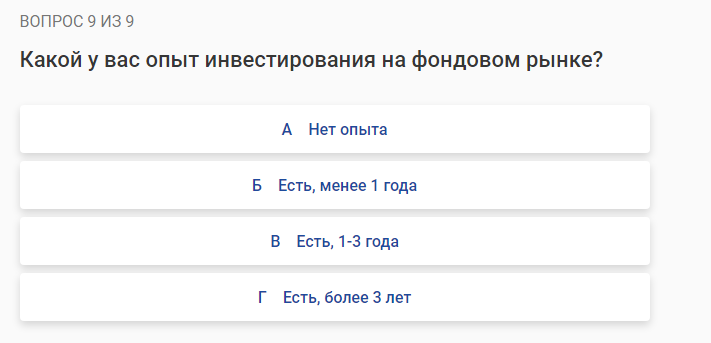 ВОПРОС 9 ИЗ 9
Какой у вас опыт инвестирования на фондовом рынке?
А Нет опыта
Б Есть, менее 1 года
В Есть, 1-3 года
Г Есть, более 3 лет